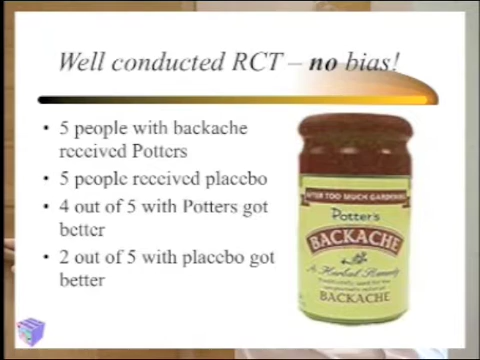 Well conducted RCT – no bias!
• 5 people with backache
received Potters
• 5 people received placebo
• 4 out of 5 with Potters got
better
• 2 out of 5 with placebo got
better
AFTER TOO MUCH GARDENING
Potter's
BACKACHE
An Herbal Remedy
BACKACHE